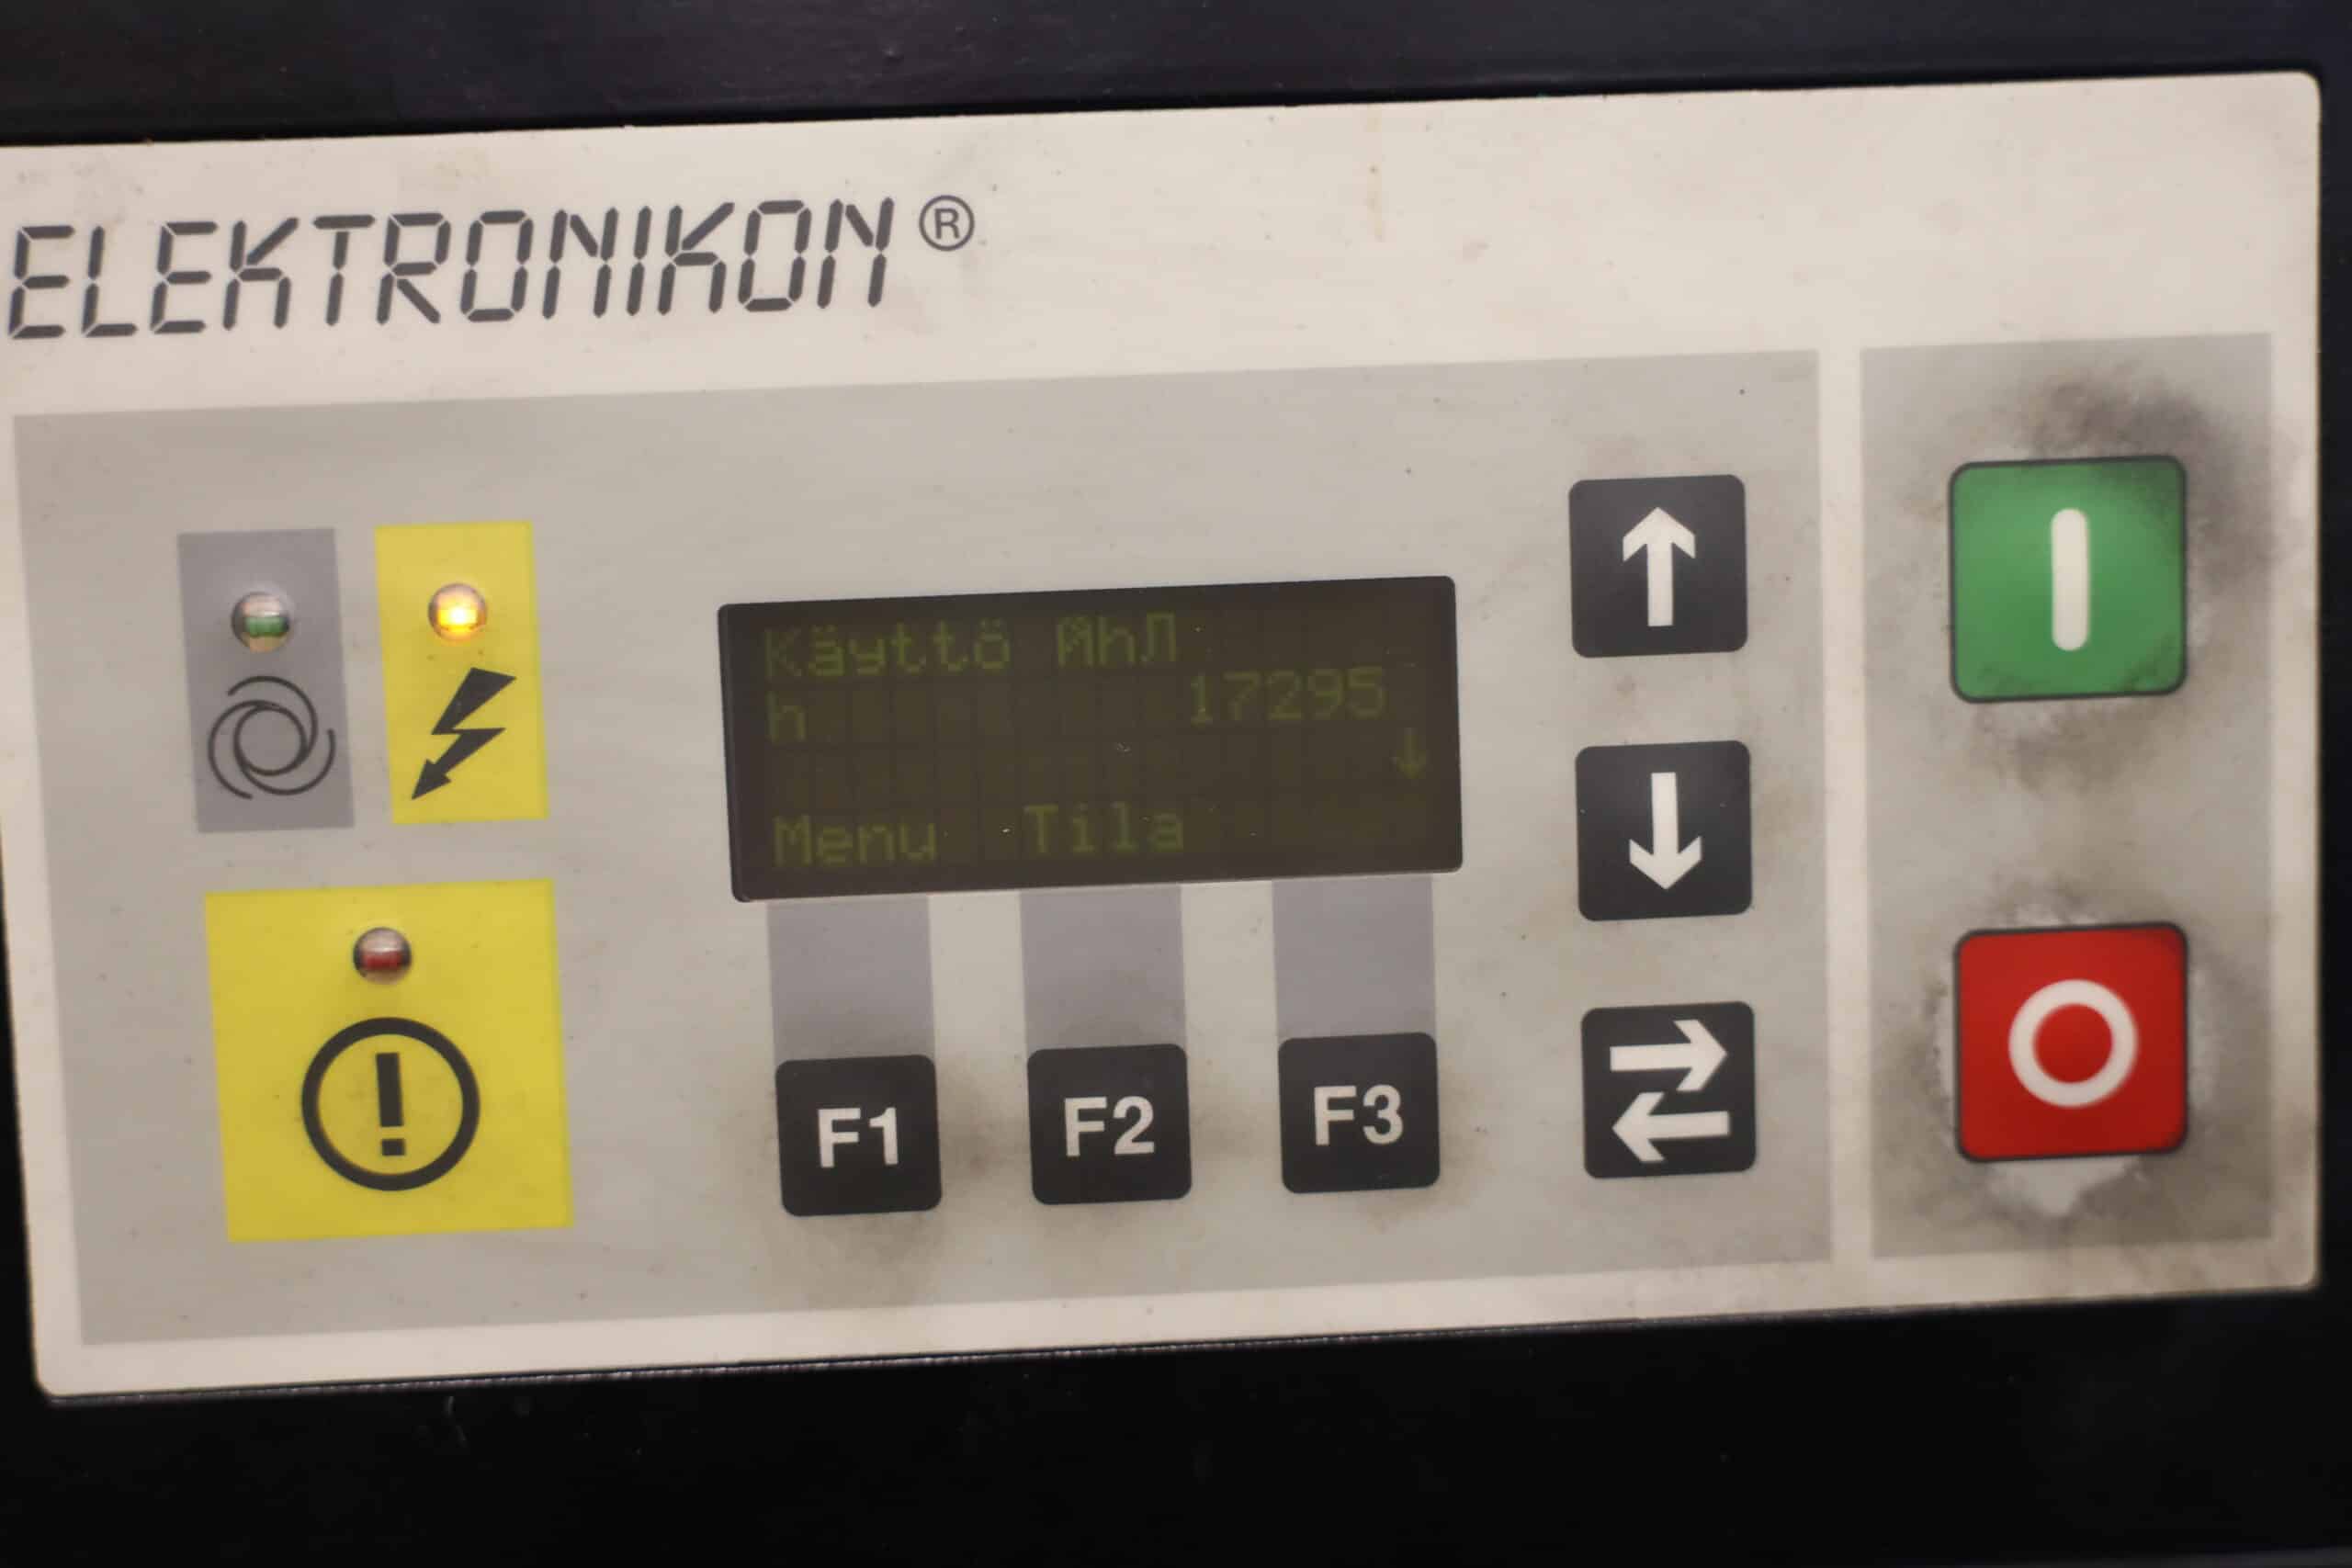 ELEKTRONIKON®
Käyttö
h 17295
↓
Menu Tila
F1 F2 F3